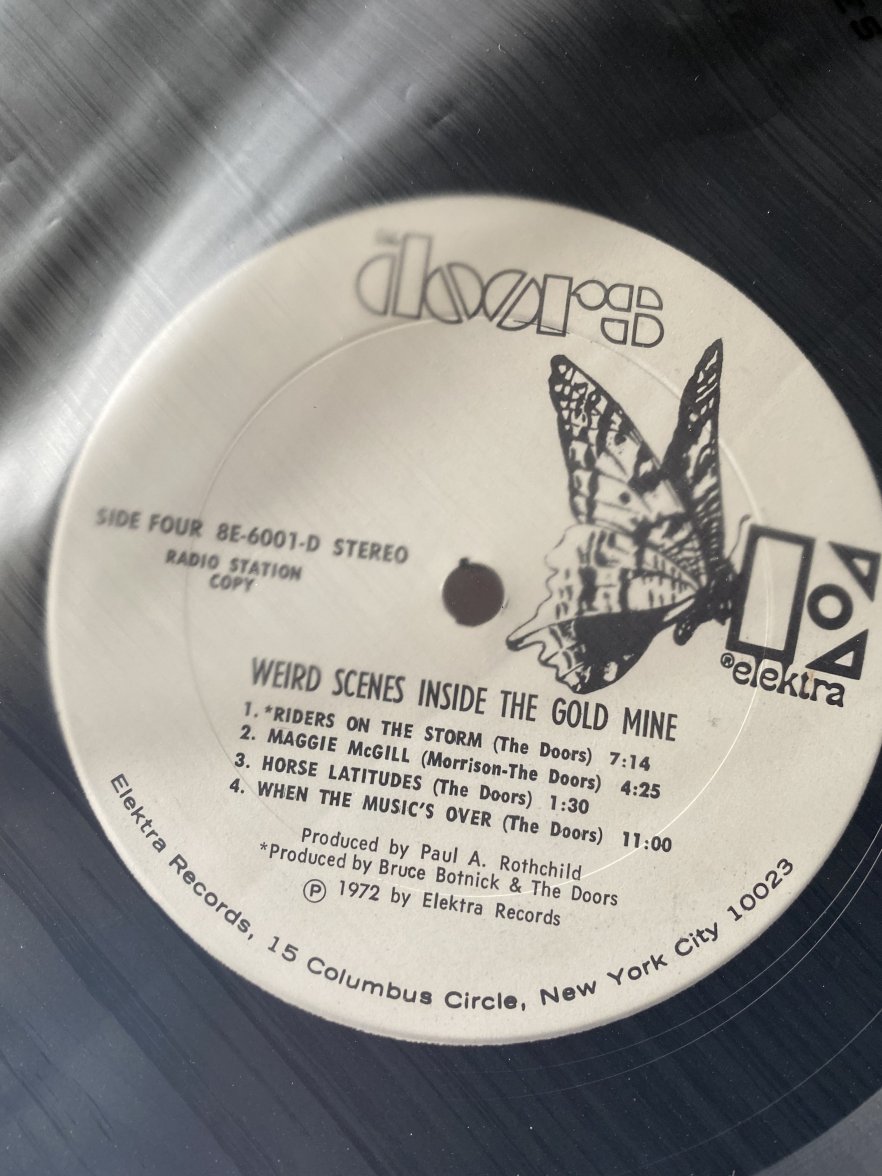 THE
doors
SIDE FOUR 8E-6001-D STEREO
RADIO STATION
COPY
® elektra
WEIRD SCENES INSIDE THE GOLD MINE
1. *RIDERS ON THE STORM (The Doors) 7:14
2. MAGGIE McGILL (Morrison-The Doors) 4:25
3. HORSE LATITUDES (The Doors) 1:30
4. WHEN THE MUSIC'S OVER (The Doors) 11:00
Produced by Paul A. Rothchild
*Produced by Bruce Botnick & The Doors
Ⓟ 1972 by Elektra Records
Elektra Records, 15 Columbus Circle, New York City 10023